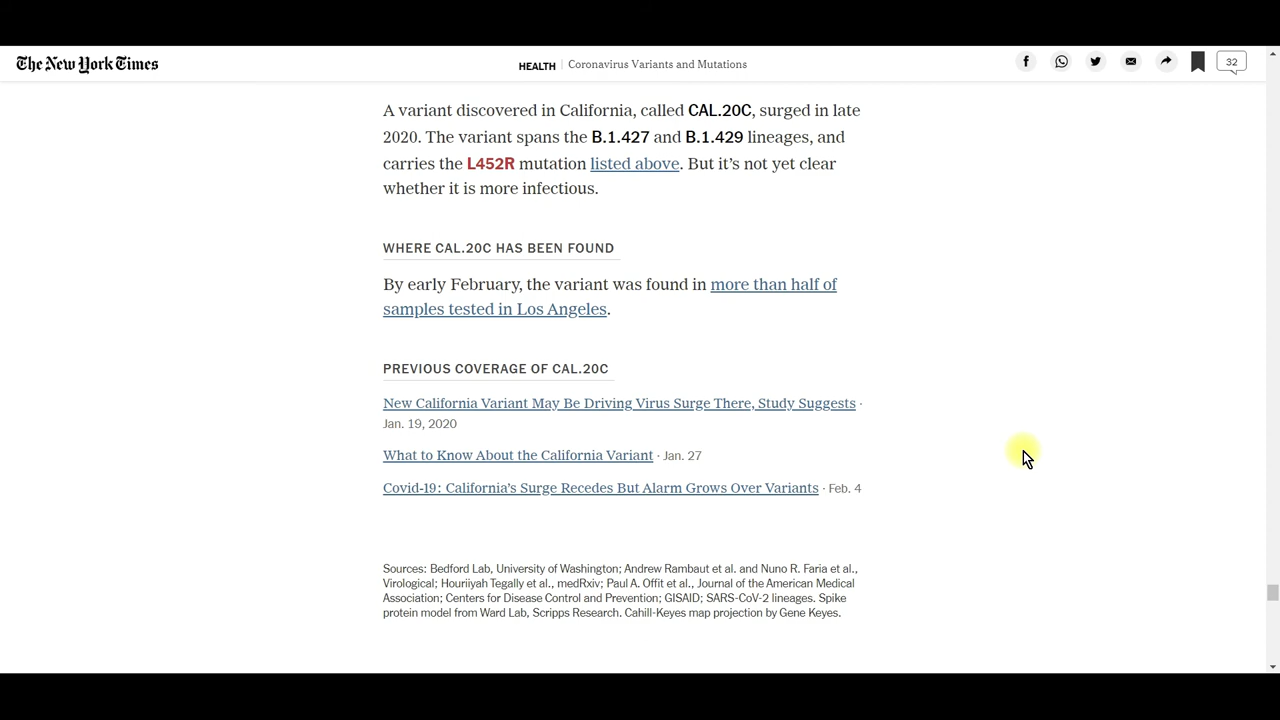 The New York Times
HEALTH | Coronavirus Variants and Mutations
32
A variant discovered in California, called CAL.20C, surged in late
2020. The variant spans the B.1.427 and B.1.429 lineages, and
carries the L452R mutation listed above. But it’s not yet clear
whether it is more infectious.
WHERE CAL.20C HAS BEEN FOUND
By early February, the variant was found in more than half of
samples tested in Los Angeles.
PREVIOUS COVERAGE OF CAL.20C
New California Variant May Be Driving Virus Surge There, Study Suggests ·
Jan. 19, 2020
What to Know About the California Variant · Jan. 27
Covid-19: California’s Surge Recedes But Alarm Grows Over Variants · Feb. 4
Sources: Bedford Lab, University of Washington; Andrew Rambaut et al. and Nuno R. Faria et al.,
Virological; Houriiyah Tegally et al., medRxiv; Paul A. Offit et al., Journal of the American Medical
Association; Centers for Disease Control and Prevention; GISAID; SARS-CoV-2 lineages. Spike
protein model from Ward Lab, Scripps Research. Cahill-Keyes map projection by Gene Keyes.